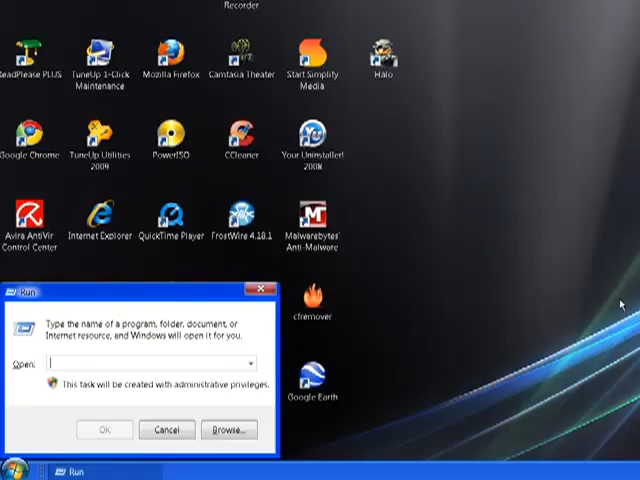 Recorder
ReadPlease PLUS
TuneUp 1-Click
Maintenance
Mozilla Firefox
Camtasia Theater
Start Simplify
Media
Halo
Google Chrome
TuneUp Utilities
2009
PowerISO
CCleaner
Your Uninstaller!
2008
Avira AntiVir
Control Center
Internet Explorer
QuickTime Player
FrostWire 4.18.1
Malwarebytes'
Anti-Malware
cfremover
Google Earth
Run
Type the name of a program, folder, document, or
Internet resource, and Windows will open it for you.
Open:
This task will be created with administrative privileges.
OK
Cancel
Browse...
Run